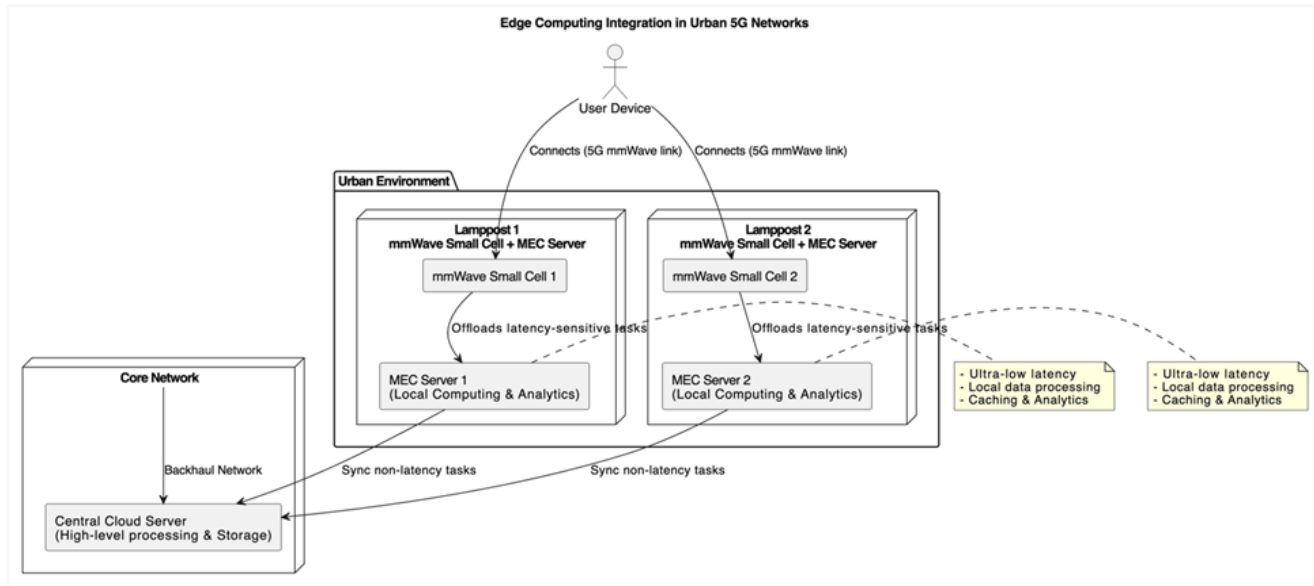 Edge Computing Integration in Urban 5G Networks
User Device
Connects (5G mmWave link)
Connects (5G mmWave link)
Urban Environment
Lamppost 1
mmWave Small Cell + MEC Server
Lamppost 2
mmWave Small Cell + MEC Server
mmWave Small Cell 1
mmWave Small Cell 2
Offloads latency-sensitive tasks
Offloads latency-sensitive tasks
MEC Server 1
(Local Computing & Analytics)
MEC Server 2
(Local Computing & Analytics)
- Ultra-low latency
- Local data processing
- Caching & Analytics
- Ultra-low latency
- Local data processing
- Caching & Analytics
Core Network
Backhaul Network
Sync non-latency tasks
Sync non-latency tasks
Central Cloud Server
(High-level processing & Storage)